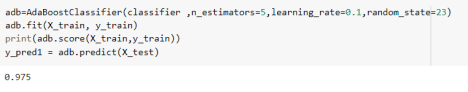 adb=AdaBoostClassifier(classifier ,n_estimators=5,learning_rate=0.1,random_state=23)
adb.fit(X_train, y_train)
print(adb.score(X_train,y_train))
y_pred1 = adb.predict(X_test)
0.975